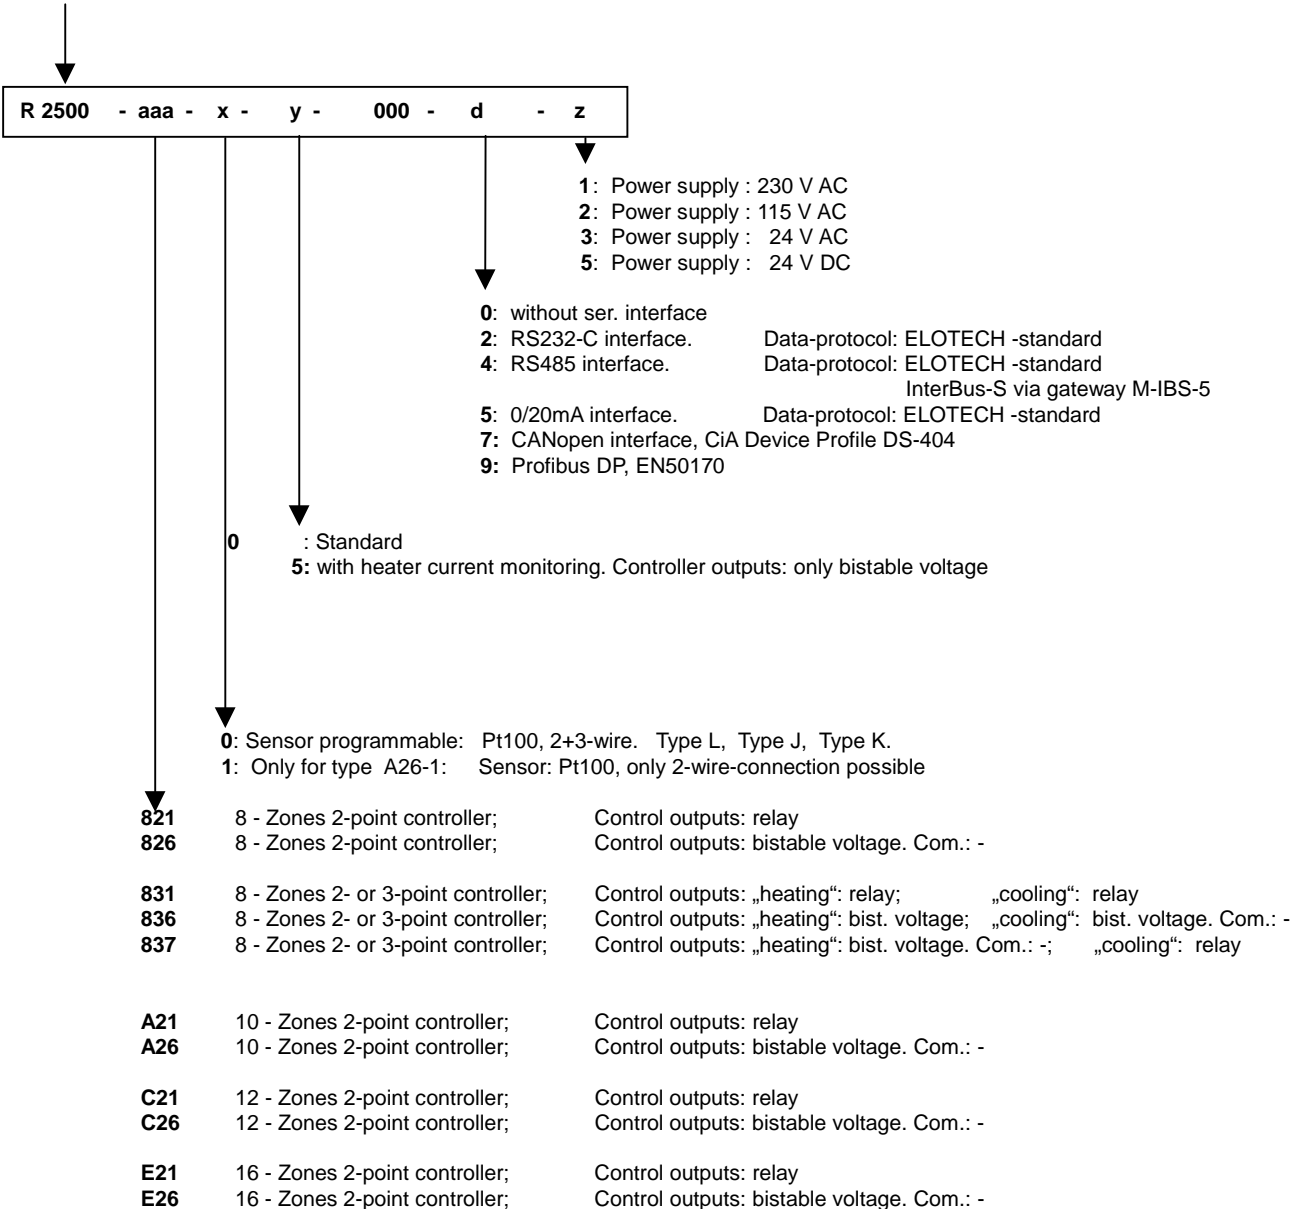 R 2500 - aaa - x - y - 000 - d - z
1: Power supply : 230 V AC
2: Power supply : 115 V AC
3: Power supply : 24 V AC
5: Power supply : 24 V DC
0: without ser. interface
2: RS232-C interface. Data-protocol: ELOTECH -standard
4: RS485 interface. Data-protocol: ELOTECH -standard
InterBus-S via gateway M-IBS-5
5: 0/20mA interface. Data-protocol: ELOTECH -standard
7: CANopen interface, CiA Device Profile DS-404
9: Profibus DP, EN50170
0 : Standard
5: with heater current monitoring. Controller outputs: only bistable voltage
0: Sensor programmable: Pt100, 2+3-wire. Type L, Type J, Type K.
1: Only for type A26-1: Sensor: Pt100, only 2-wire-connection possible
821 8 - Zones 2-point controller; Control outputs: relay
826 8 - Zones 2-point controller; Control outputs: bistable voltage. Com.: -
831 8 - Zones 2- or 3-point controller; Control outputs: „heating“: relay; „cooling“: relay
836 8 - Zones 2- or 3-point controller; Control outputs: „heating“: bist. voltage; „cooling“: bist. voltage. Com.: -
837 8 - Zones 2- or 3-point controller; Control outputs: „heating“: bist. voltage. Com.: -; „cooling“: relay
A21 10 - Zones 2-point controller; Control outputs: relay
A26 10 - Zones 2-point controller; Control outputs: bistable voltage. Com.: -
C21 12 - Zones 2-point controller; Control outputs: relay
C26 12 - Zones 2-point controller; Control outputs: bistable voltage. Com.: -
E21 16 - Zones 2-point controller; Control outputs: relay
E26 16 - Zones 2-point controller; Control outputs: bistable voltage. Com.: -